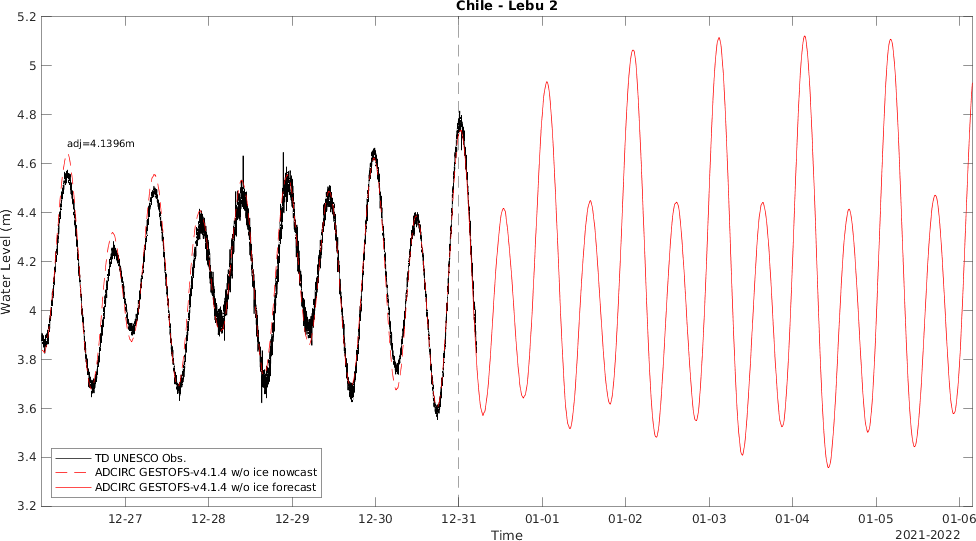 Chile - Lebu 2
5.2
5
4.8
4.6
4.4
4.2
4
3.8
3.6
3.4
3.2
Water Level (m)
adj=4.1396m
TD UNESCO Obs.
ADCIRC GESTOFS-v4.1.4 w/o ice nowcast
ADCIRC GESTOFS-v4.1.4 w/o ice forecast
12-27 12-28 12-29 12-30 12-31 01-01 01-02 01-03 01-04 01-05 01-06
Time
2021-2022